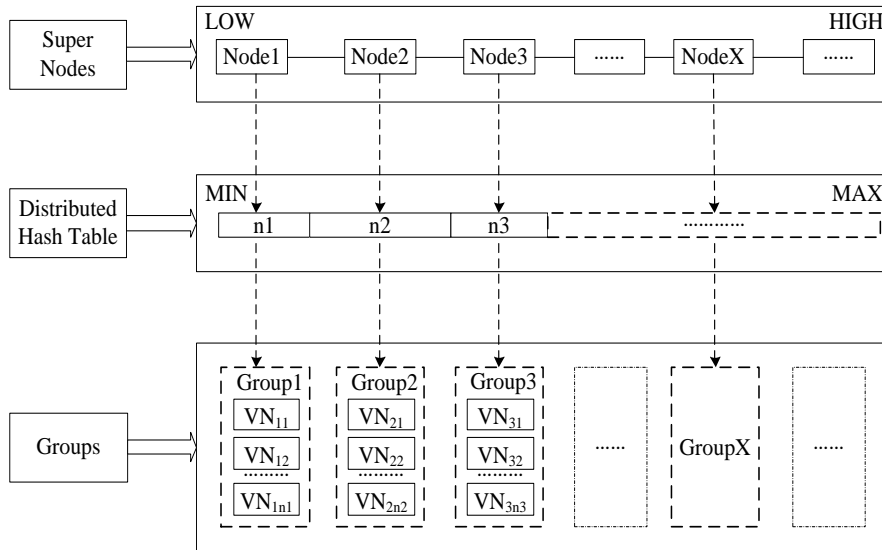 Super Nodes
LOW HIGH
Node1 Node2 Node3 ...... NodeX ......
Distributed Hash Table
MIN MAX
n1 n2 n3 ............
Groups
Group1 Group2 Group3
VN11 VN21 VN31
VN12 VN22 VN32
...... GroupX ......
......... ......... .........
VN1n1 VN2n2 VN3n3